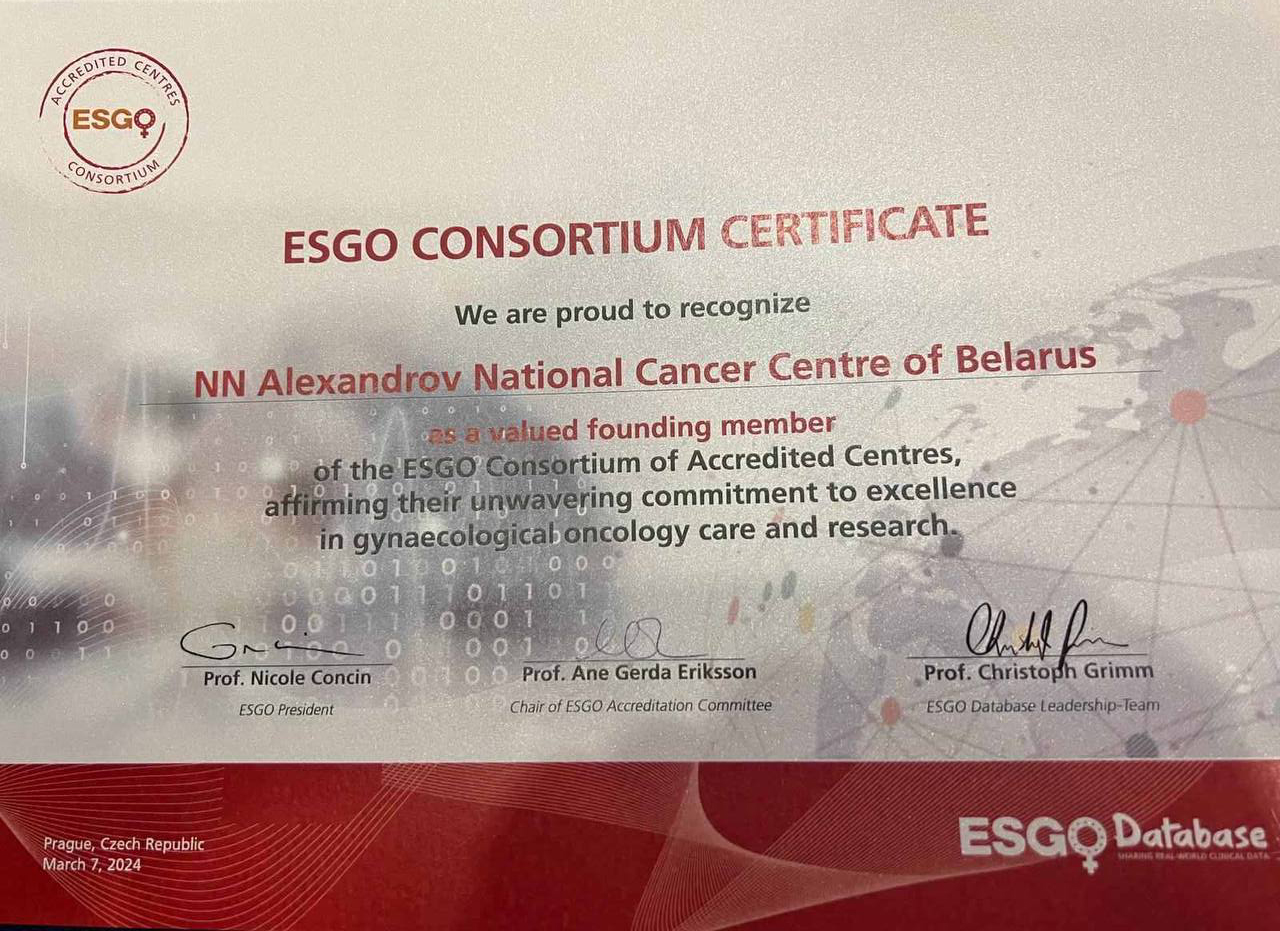 ACCREDITED CENTRES
ESGO
CONSORTIUM
ESGO CONSORTIUM CERTIFICATE
We are proud to recognize
NN Alexandrov National Cancer Centre of Belarus
as a valued founding member
of the ESGO Consortium of Accredited Centres,
affirming their unwavering commitment to excellence
in gynaecological oncology care and research.
Prof. Nicole Concin
ESGO President
Prof. Ane Gerda Eriksson
Chair of ESGO Accreditation Committee
Prof. Christoph Grimm
ESGO Database Leadership-Team
Prague, Czech Republic
March 7, 2024
ESGO Database
SHARING REAL-WORLD CLINICAL DATA